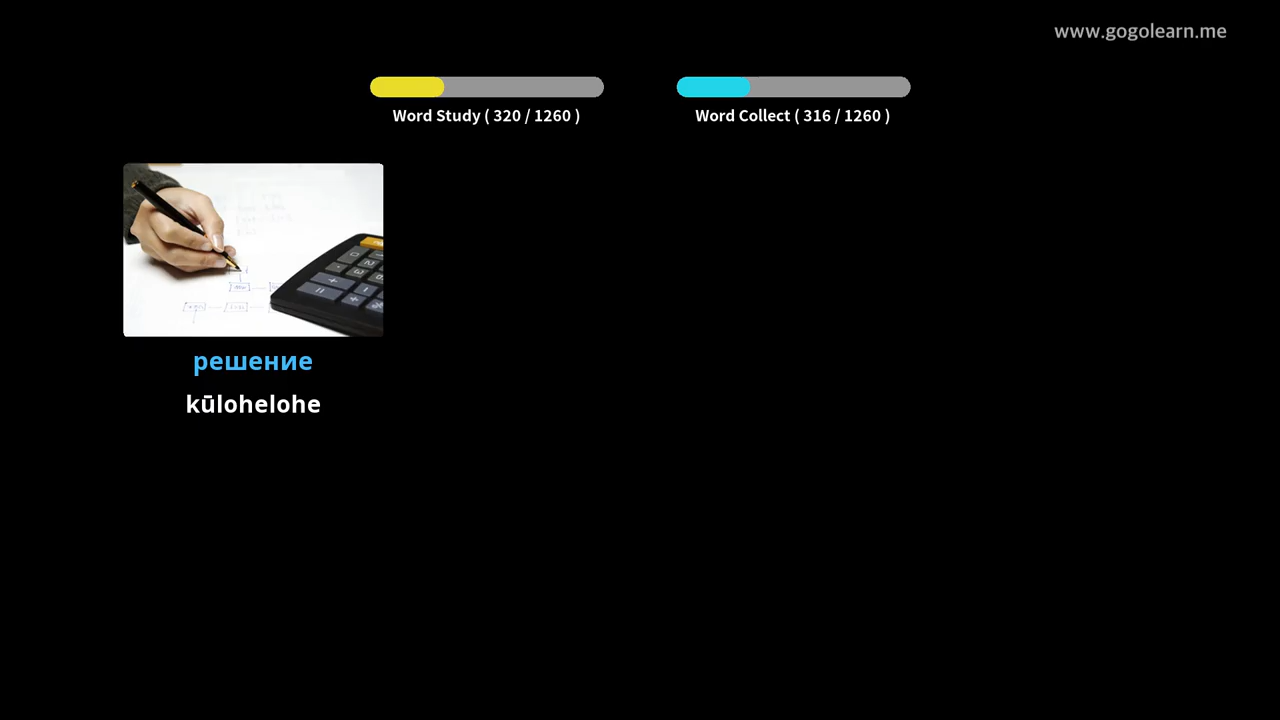 www.gogolearn.me
Word Study ( 320 / 1260 )
Word Collect ( 316 / 1260 )
решение
kūlohelohe